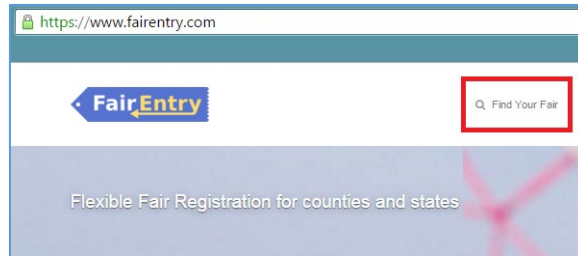 https://www.fairentry.com
FairEntry
Find Your Fair
Flexible Fair Registration for counties and states